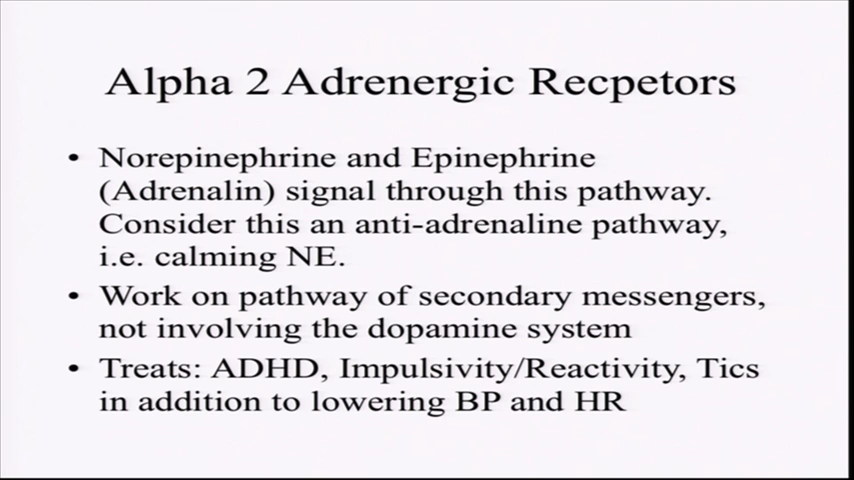 Alpha 2 Adrenergic Recpetors
• Norepinephrine and Epinephrine
(Adrenalin) signal through this pathway.
Consider this an anti-adrenaline pathway,
i.e. calming NE.
• Work on pathway of secondary messengers,
not involving the dopamine system
• Treats: ADHD, Impulsivity/Reactivity, Tics
in addition to lowering BP and HR